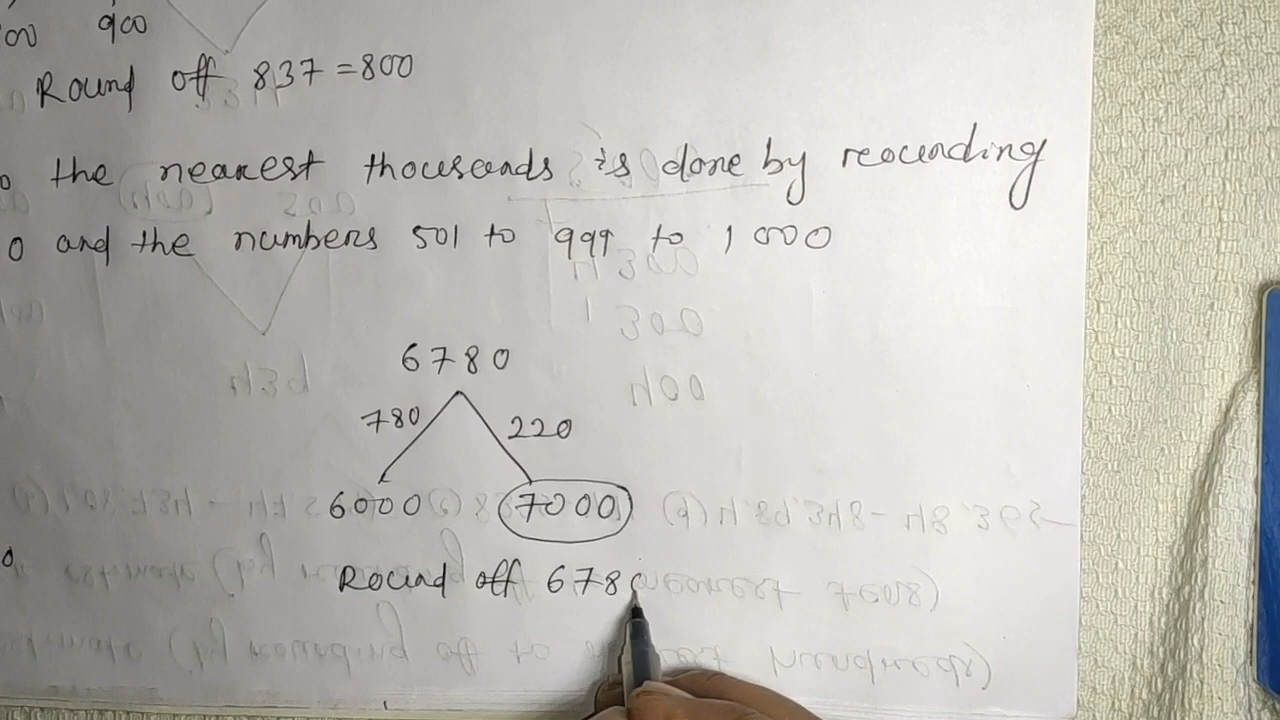 900
Round off 837 = 800
the nearest thousands is done by rounding
0 and the numbers 501 to 999 to 1000
6780
780 220
6000 7000
Round off 678